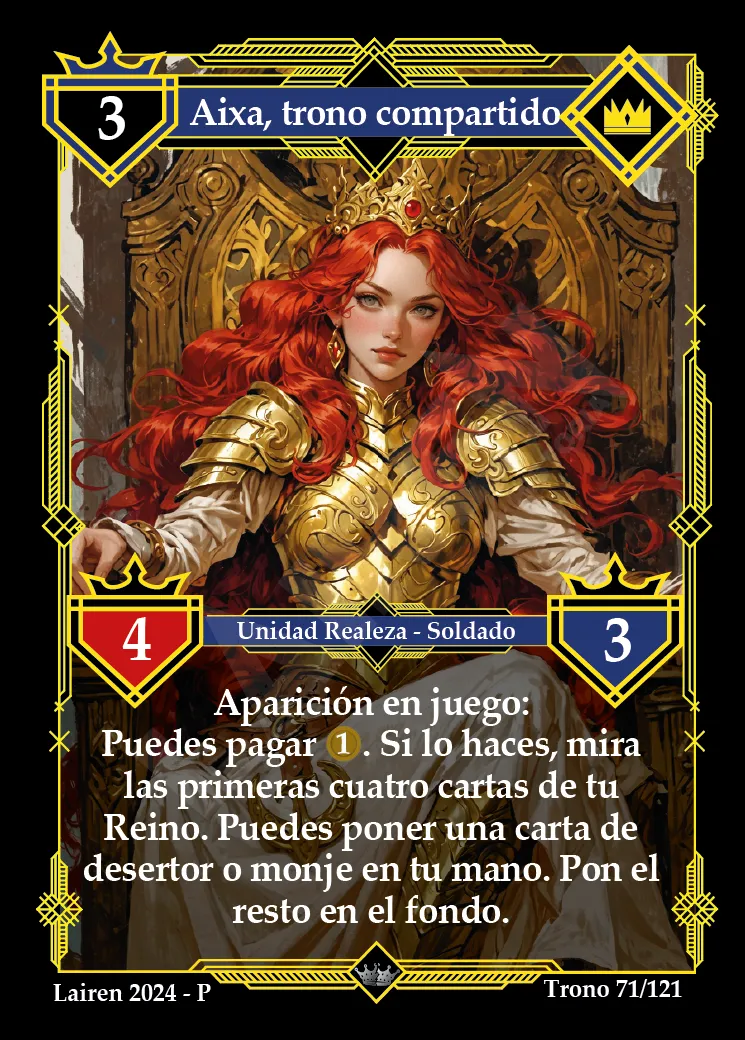 3
Aixa, trono compartido
4
Unidad Realeza - Soldado
3
Aparición en juego:
Puedes pagar 1. Si lo haces, mira
las primeras cuatro cartas de tu
Reino. Puedes poner una carta de
desertor o monje en tu mano. Pon el
resto en el fondo.
Lairen 2024 - P
Trono 71/121